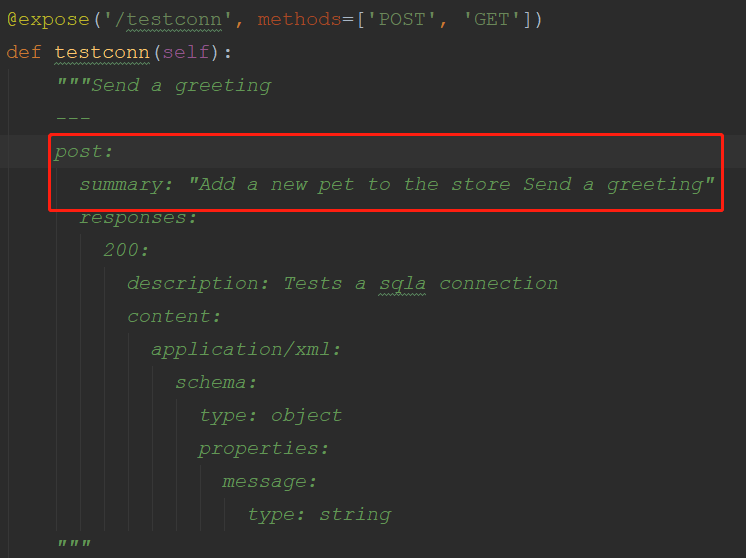 @expose('/testconn', methods=['POST', 'GET'])
def testconn(self):
    """Send a greeting
    ---
    post:
      summary: "Add a new pet to the store Send a greeting"
      responses:
        200:
          description: Tests a sqla connection
          content:
            application/xml:
              schema:
                type: object
                properties:
                  message:
                    type: string
    """